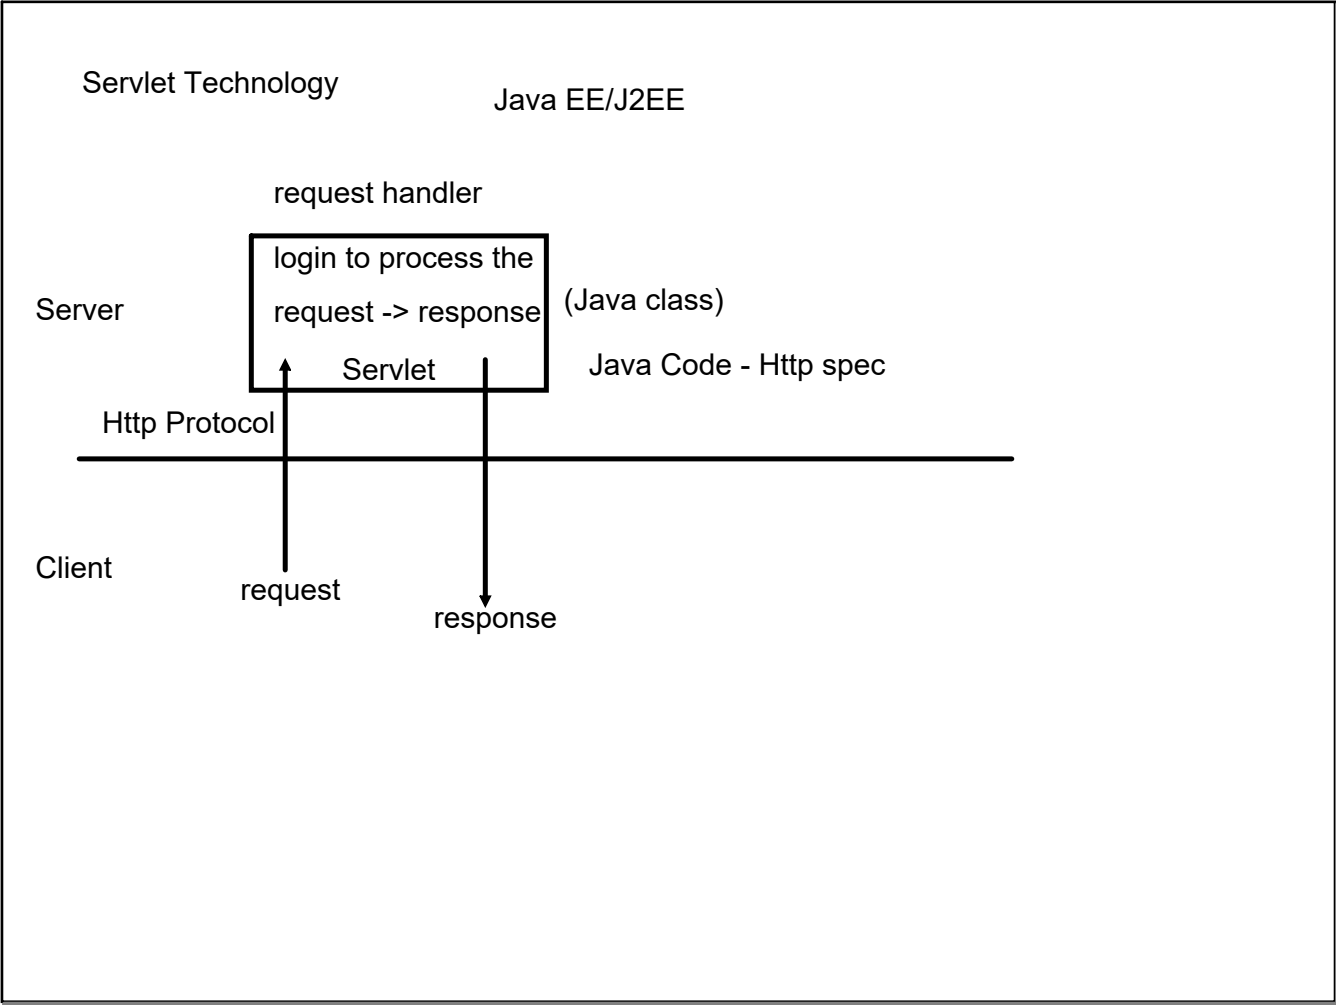 Servlet Technology
Java EE/J2EE
request handler
login to process the
request -> response
(Java class)
Server
Servlet
Java Code - Http spec
Http Protocol
Client
request
response